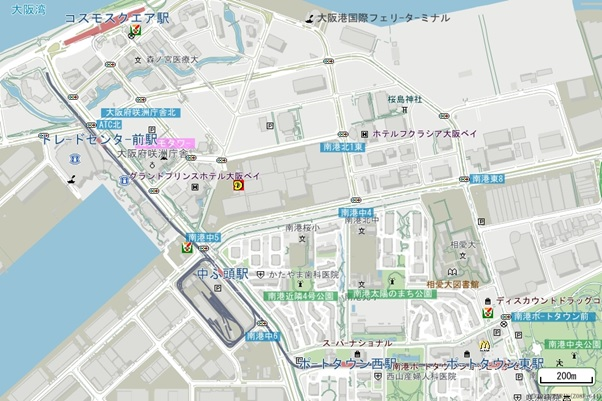 大阪湾
コスモスクエア駅
大阪港国際フェリーターミナル
森ノ宮医療大
桜島神社
大阪府咲洲庁舎北
ATC北
ホテルフクラシア大阪ベイ
トレードセンター前駅
コスモタワー
南港北1東
大阪府咲洲庁舎
グランドプリンスホテル大阪ベイ
南港東8
南港中4
南港桜小
南港北中
南港中5
相愛大
中ふ頭駅
かたやま歯科医院
相愛大図書館
南港近隣4号公園
南港太陽のまち公園
ディスカウントドラッグコ
南港ポートタウン前
南港中6
スーパーナショナル
南港中央公園
ポートタウン西駅
ポートタウン東駅
西山産婦人科医院
200m